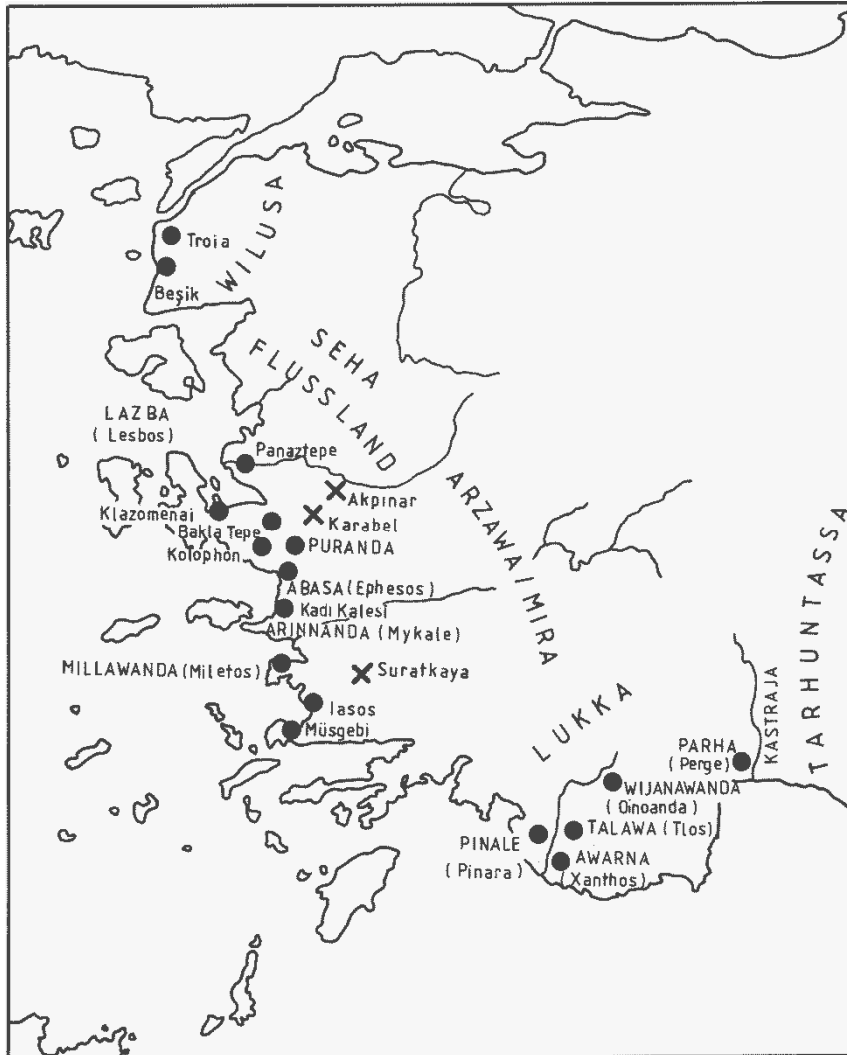 Troia
WILUSA
Beşik
SEHA
FLUSSLAND
LAZBA
(Lesbos)
Panaztepe
Akpınar
Klazomenai
Karabel
Bakla Tepe
Kolophon
PURANDA
ARZAWA/MIRA
ABASA (Ephesos)
Kadı Kalesi
ARINNANDA (Mykale)
MILLAWANDA (Miletos)
Suratkaya
Iasos
Müsgebi
LUKKA
TARHUNTASSA
KASTRAJA
PARHA
(Perge)
WIJANAWANDA
(Oinoanda)
TALAWA (Tlos)
PINALE
(Pinara)
AWARNA
(Xanthos)